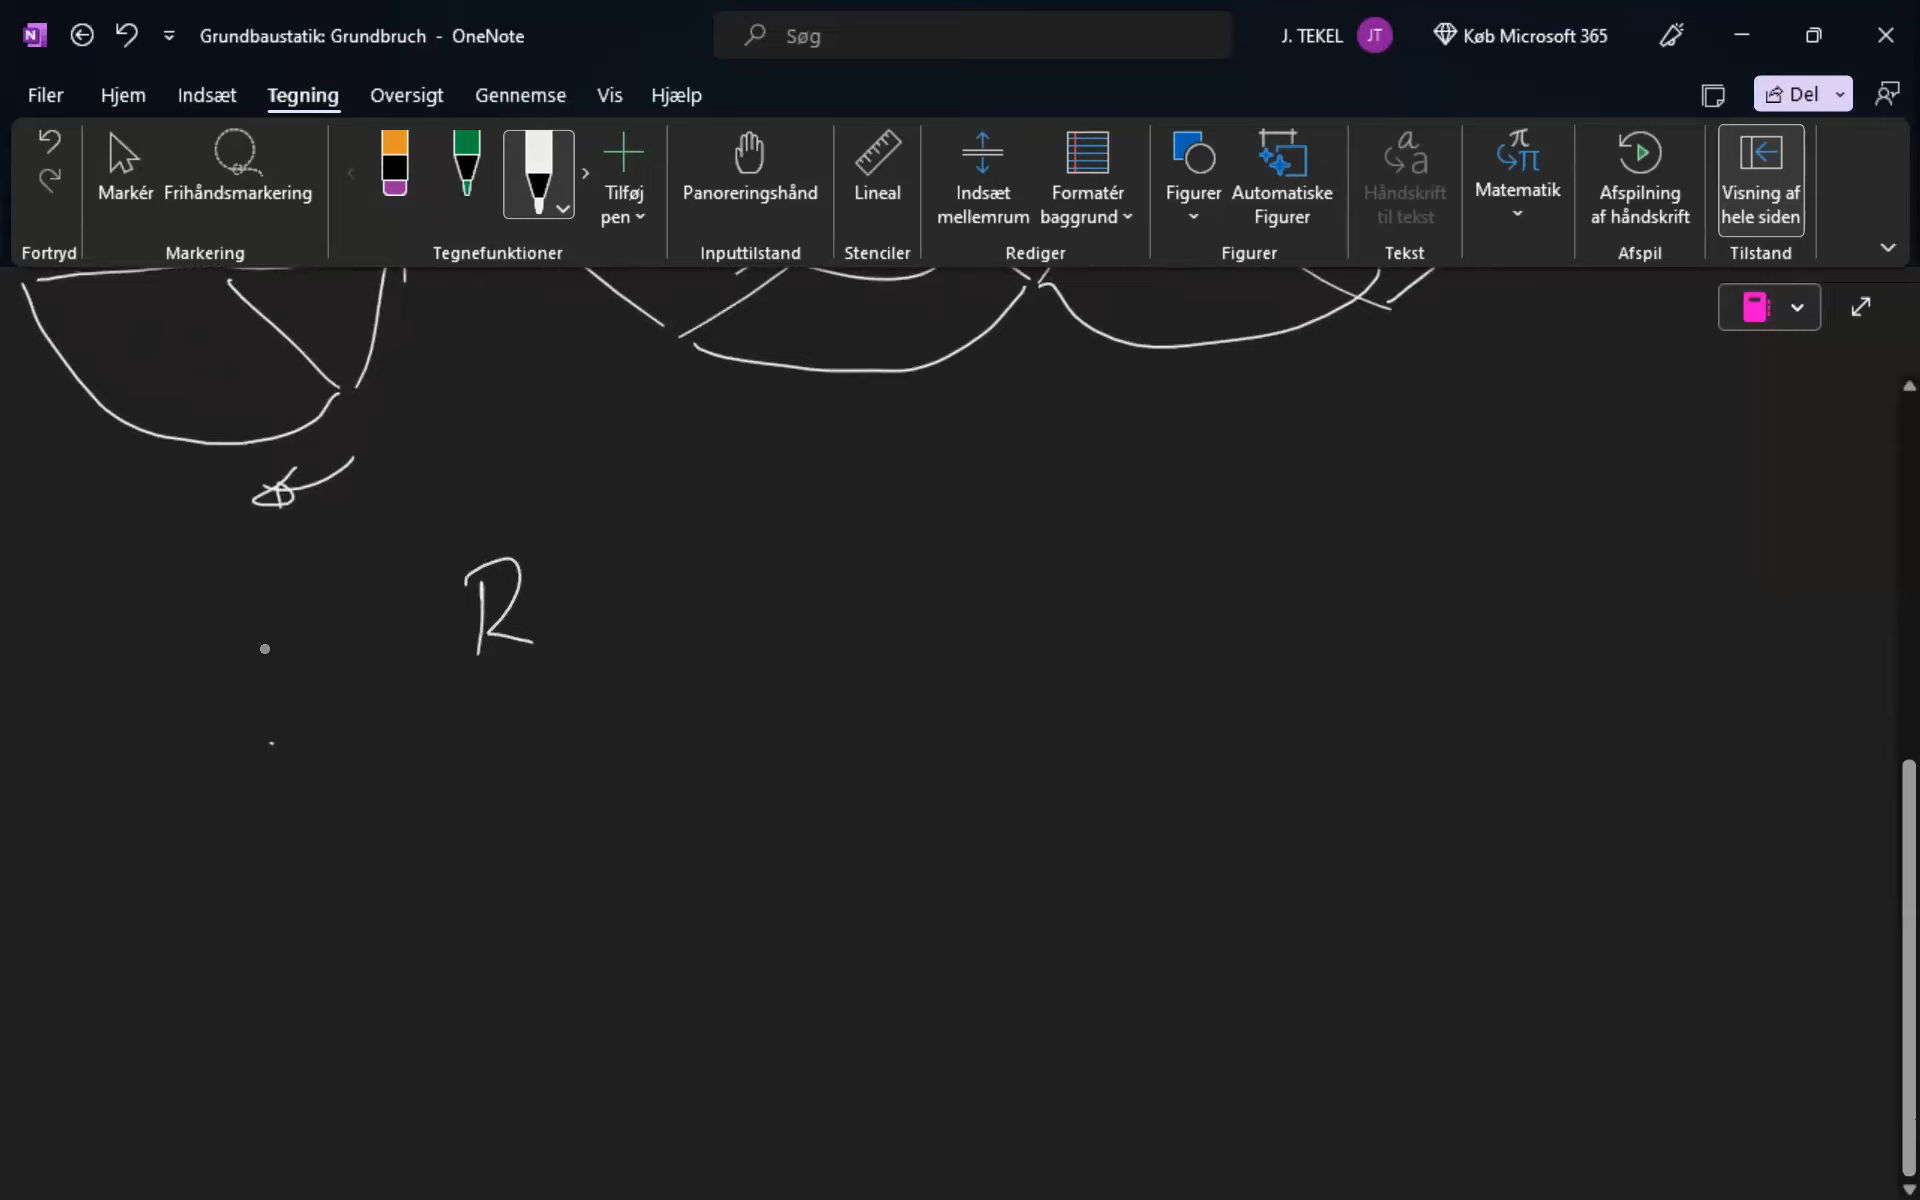 Grundbaustatik: Grundbruch - OneNote
Søg
J. TEKEL
JT
Køb Microsoft 365
Filer
Hjem
Indsæt
Tegning
Oversigt
Gennemse
Vis
Hjælp
Del
Fortryd
Markér
Frihåndsmarkering
Markering
Tilføj
pen
Tegnefunktioner
Panoreringshånd
Inputtilstand
Lineal
Stenciler
Indsæt
mellemrum
Formatér
baggrund
Rediger
Figurer
Automatiske
Figurer
Figurer
Håndskrift
til tekst
Tekst
Matematik
Afspilning
af håndskrift
Afspil
Visning af
hele siden
Tilstand
R